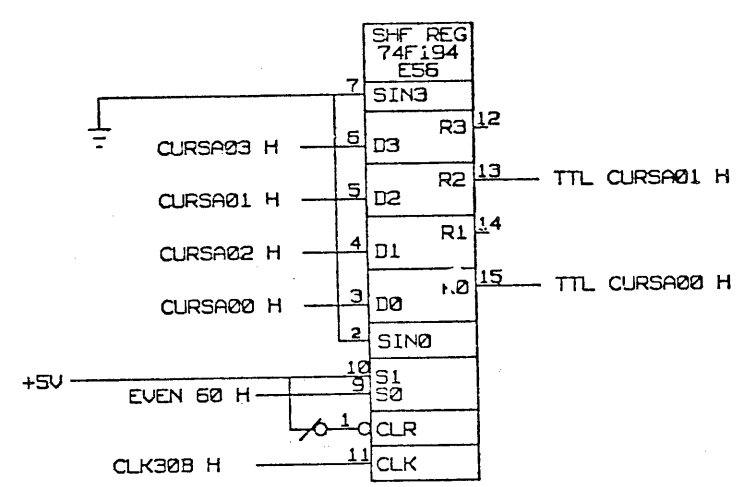 SHF REG
74F194
E56
7 SIN3
R3 12
CURSA03 H 6 D3
R2 13 TTL CURSA01 H
CURSA01 H 5 D2
R1 14
CURSA02 H 4 D1
R0 15 TTL CURSA00 H
CURSA00 H 3 D0
2 SIN0
+5V 10 S1
EVEN 60 H 9 S0
1 CLR
CLK30B H 11 CLK